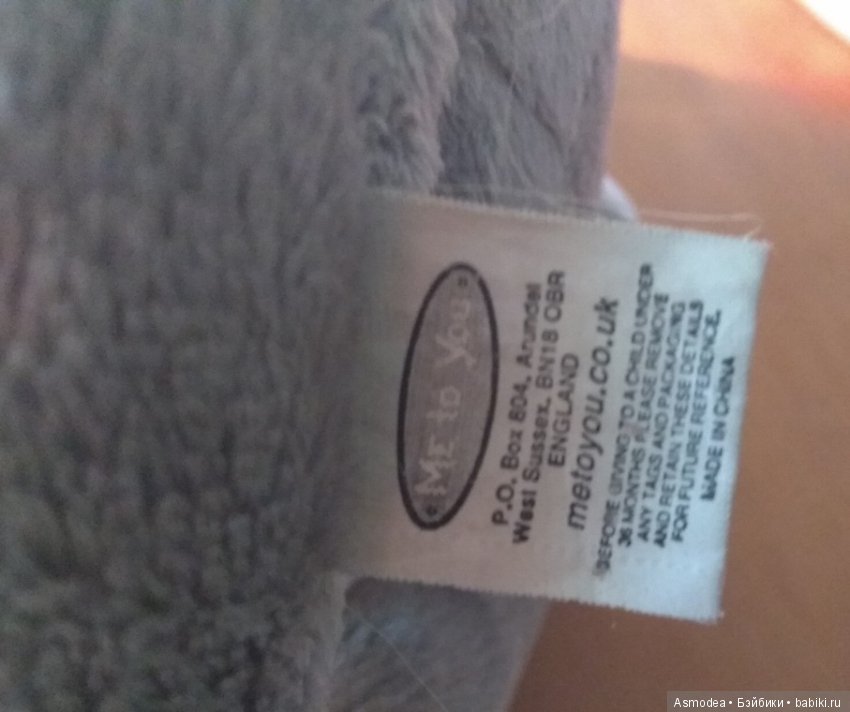 ME to You
P.O. Box 804, Arundel
West Sussex, BN18 0BR
ENGLAND
metoyou.co.uk
BEFORE GIVING TO A CHILD UNDER
36 MONTHS PLEASE REMOVE
ANY TAGS AND PACKAGING
AND RETAIN THESE DETAILS
FOR FUTURE REFERENCE.
MADE IN CHINA
Asmodea • Бэйбики • babiki.ru